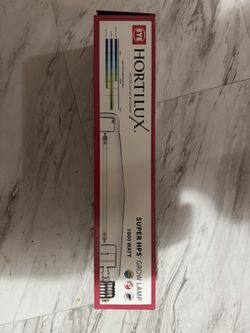 EYE
HORTILUX
SUPER HPS GROW LAMP
1000 WATT